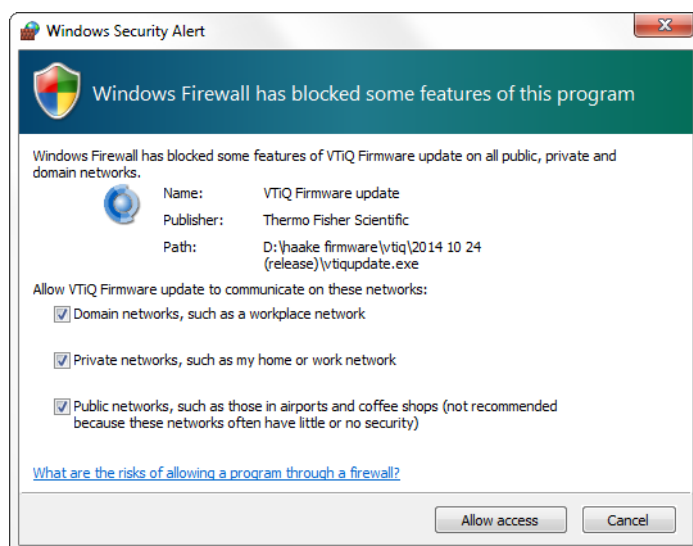 Windows Security Alert
Windows Firewall has blocked some features of this program
Windows Firewall has blocked some features of VTiQ Firmware update on all public, private and
domain networks.
Name: VTiQ Firmware update
Publisher: Thermo Fisher Scientific
Path: D:\haake firmware\vtiq\2014 10 24
(release)\vtiqupdate.exe
Allow VTiQ Firmware update to communicate on these networks:
Domain networks, such as a workplace network
Private networks, such as my home or work network
Public networks, such as those in airports and coffee shops (not recommended
because these networks often have little or no security)
What are the risks of allowing a program through a firewall?
Allow access Cancel